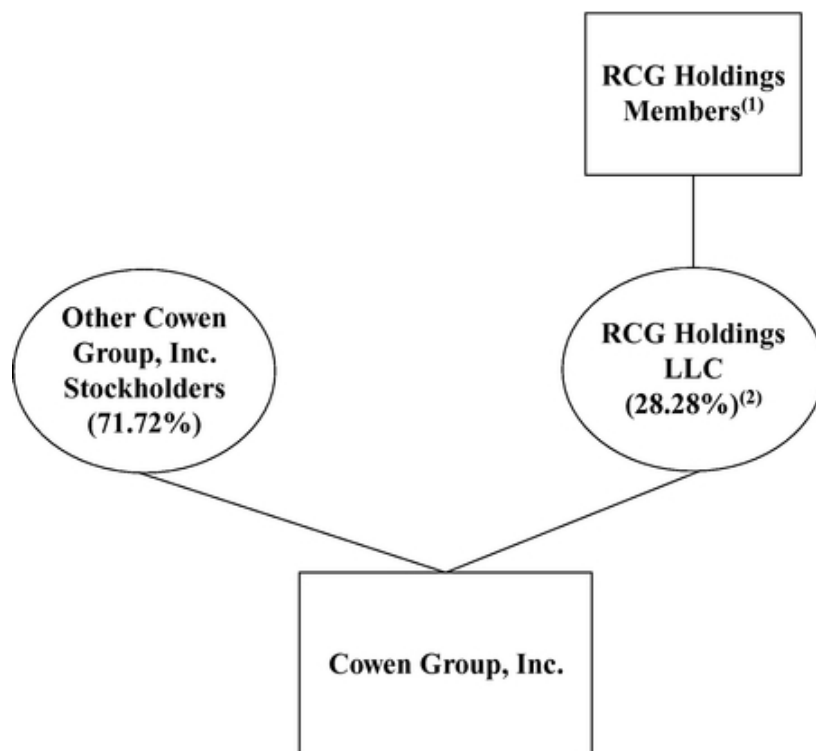 RCG Holdings
Members(1)
Other Cowen
Group, Inc.
Stockholders
(71.72%)
RCG Holdings
LLC
(28.28%)(2)
Cowen Group, Inc.